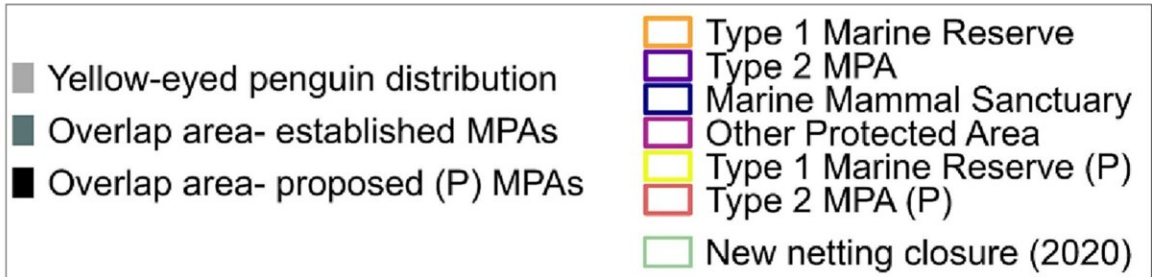 Yellow-eyed penguin distribution
Overlap area- established MPAs
Overlap area- proposed (P) MPAs
Type 1 Marine Reserve
Type 2 MPA
Marine Mammal Sanctuary
Other Protected Area
Type 1 Marine Reserve (P)
Type 2 MPA (P)
New netting closure (2020)